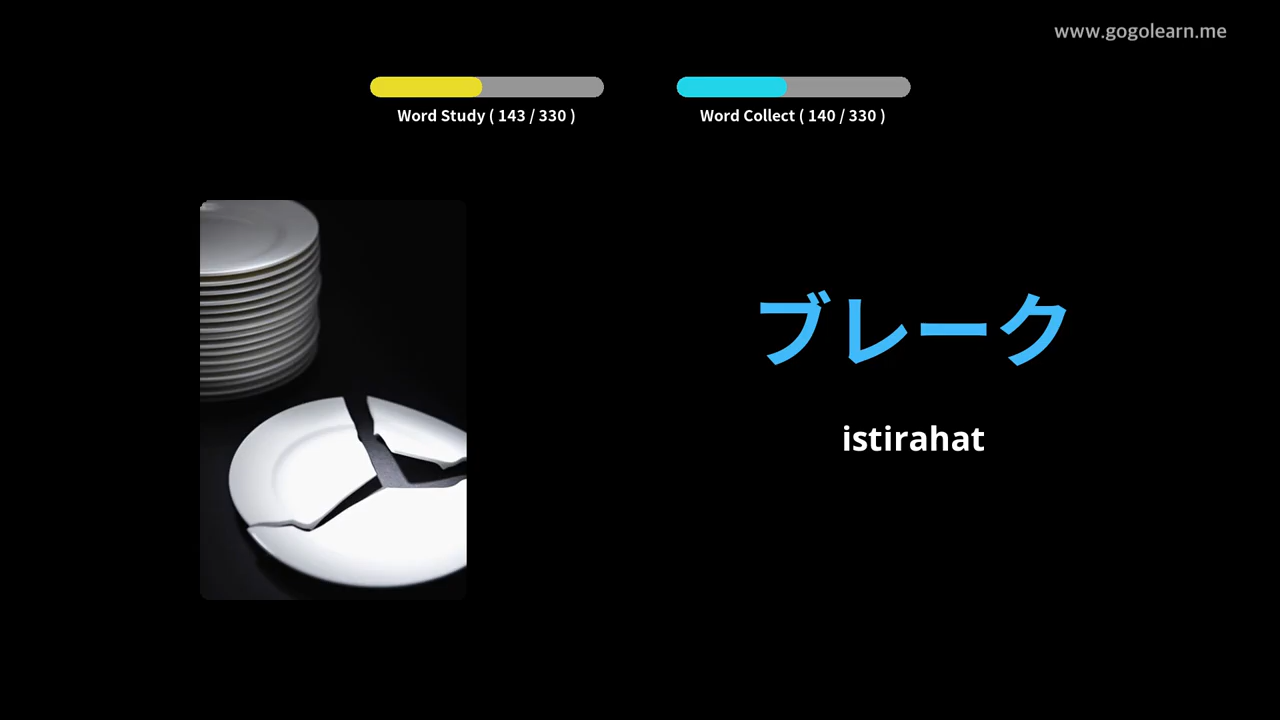 www.gogolearn.me
Word Study ( 143 / 330 )
Word Collect ( 140 / 330 )
ブレーク
istirahat